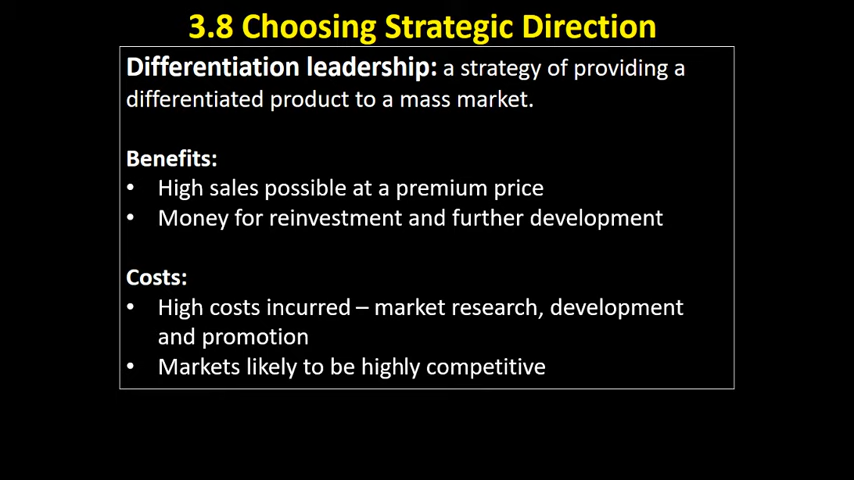 3.8 Choosing Strategic Direction
Differentiation leadership: a strategy of providing a
differentiated product to a mass market.
Benefits:
• High sales possible at a premium price
• Money for reinvestment and further development
Costs:
• High costs incurred – market research, development
and promotion
• Markets likely to be highly competitive